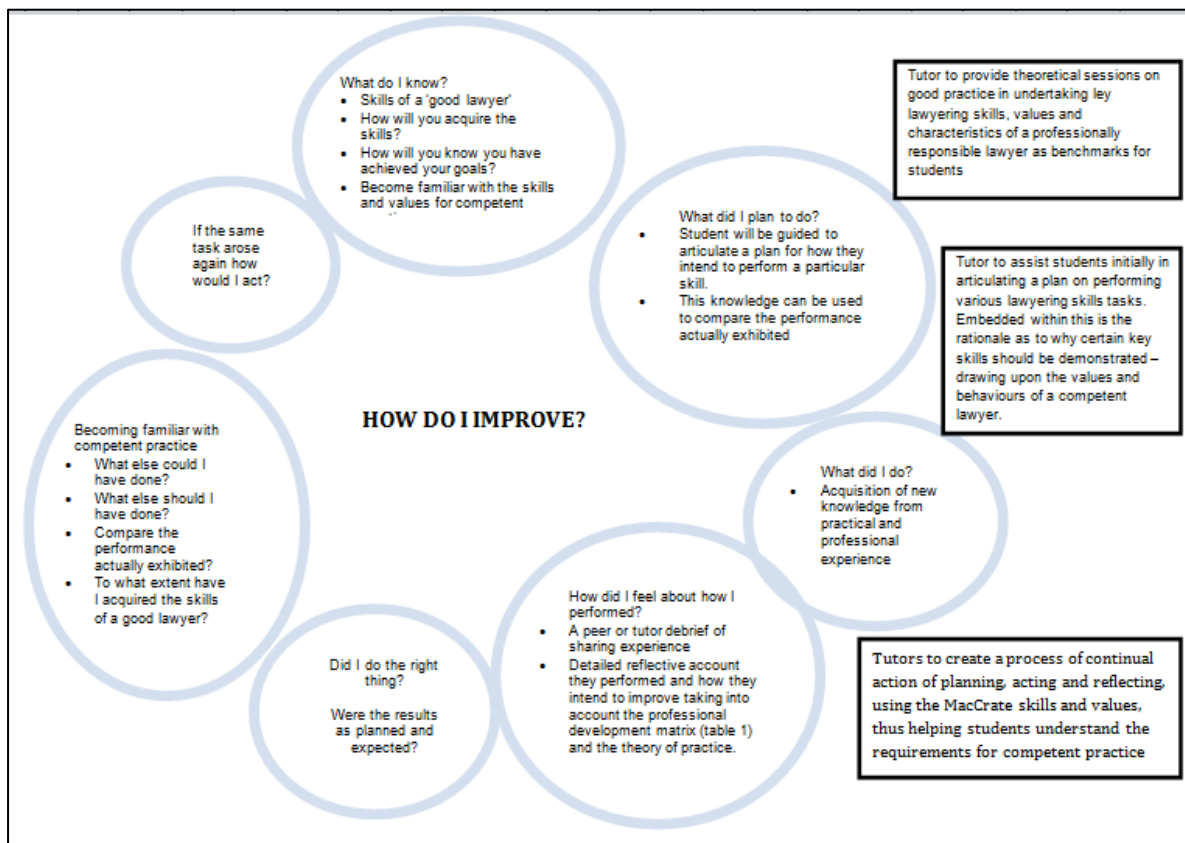 What do I know?
• Skills of a 'good lawyer'
• How will you acquire the
skills?
• How will you know you have
achieved your goals?
• Become familiar with the skills
and values for competent
Tutor to provide theoretical sessions on
good practice in undertaking ley
lawyering skills, values and
characteristics of a professionally
responsible lawyer as benchmarks for
students
What did I plan to do?
• Student will be guided to
articulate a plan for how they
intend to perform a particular
skill.
• This knowledge can be used
to compare the performance
actually exhibited
If the same
task arose
again how
would I act?
Tutor to assist students initially in
articulating a plan on performing
various lawyering skills tasks.
Embedded within this is the
rationale as to why certain key
skills should be demonstrated –
drawing upon the values and
behaviours of a competent
lawyer.
HOW DO I IMPROVE?
Becoming familiar with
competent practice
• What else could I
have done?
• What else should I
have done?
• Compare the
performance
actually exhibited?
• To what extent have
I acquired the skills
of a good lawyer?
What did I do?
• Acquisition of new
knowledge from
practical and
professional
experience
How did I feel about how I
performed?
• A peer or tutor debrief of
sharing experience
• Detailed reflective account
they performed and how they
intend to improve taking into
account the professional
development matrix (table 1)
and the theory of practice.
Did I do the right
thing?
Were the results
as planned and
expected?
Tutors to create a process of continual
action of planning, acting and reflecting,
using the MacCrate skills and values,
thus helping students understand the
requirements for competent practice